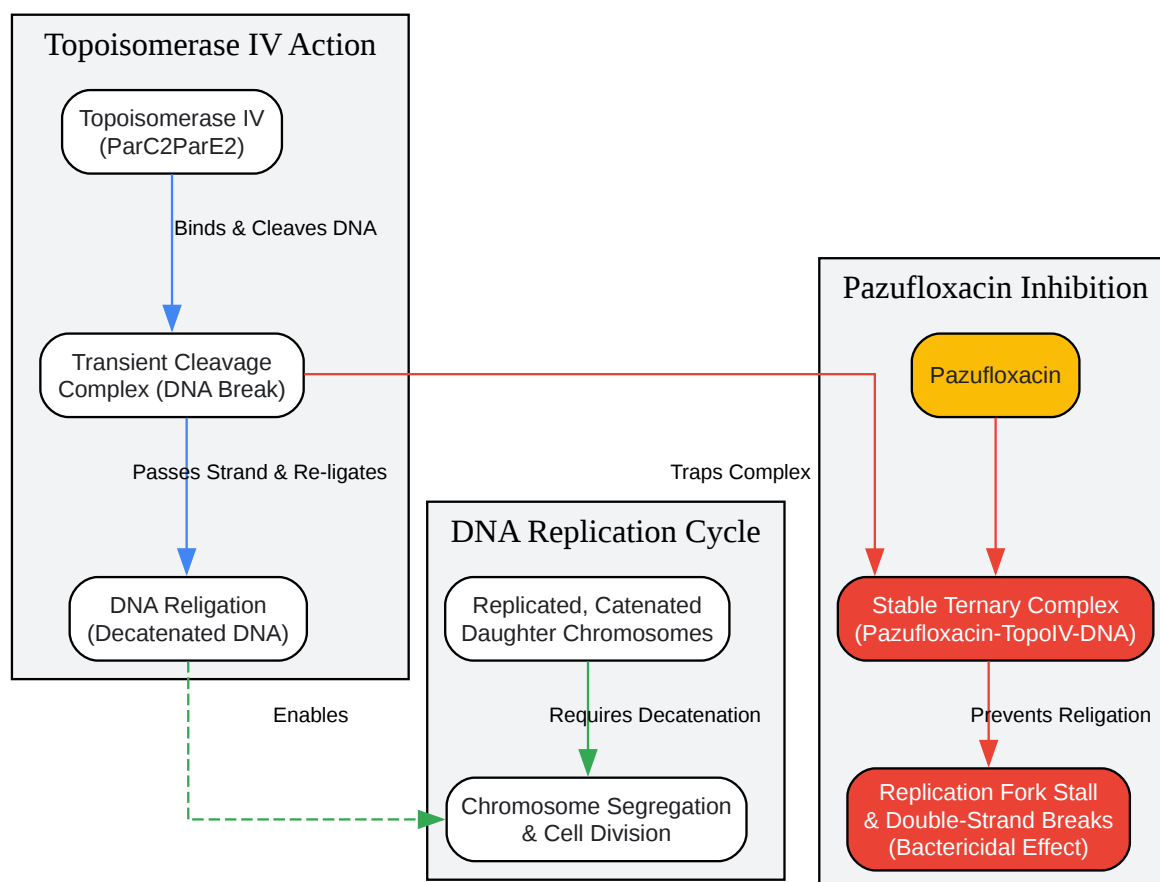 Topoisomerase IV Action
Topoisomerase IV
(ParC2ParE2)
Binds & Cleaves DNA
Transient Cleavage
Complex (DNA Break)
Passes Strand & Re-ligates
DNA Religation
(Decatenated DNA)
Enables
DNA Replication Cycle
Replicated, Catenated
Daughter Chromosomes
Requires Decatenation
Chromosome Segregation
& Cell Division
Traps Complex
Pazufloxacin Inhibition
Pazufloxacin
Stable Ternary Complex
(Pazufloxacin-TopoIV-DNA)
Prevents Religation
Replication Fork Stall
& Double-Strand Breaks
(Bactericidal Effect)